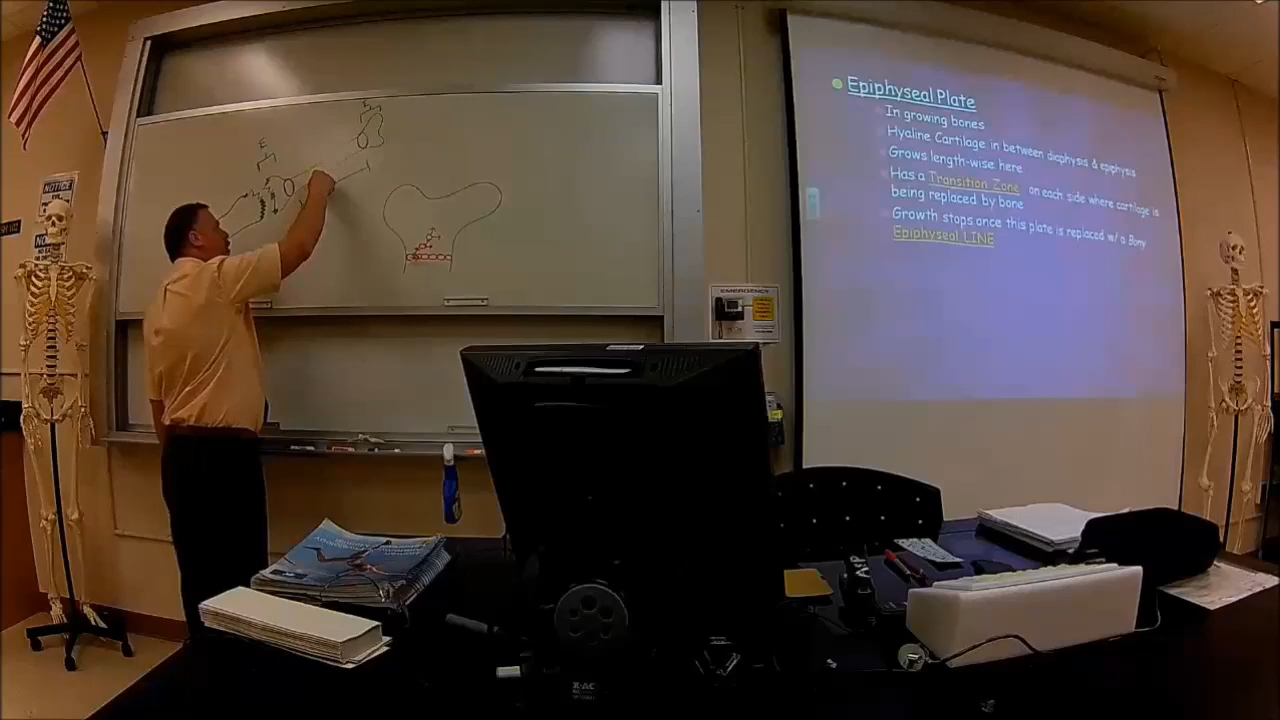 NOTICE
NO
E
Epiphyseal Plate
In growing bones
Hyaline Cartilage in between diaphysis & epiphysis
Grows length-wise here
Has a Transition Zone on each side where cartilage is
being replaced by bone
Growth stops once this plate is replaced w/ a Bony
Epiphyseal LINE
EMERGENCY